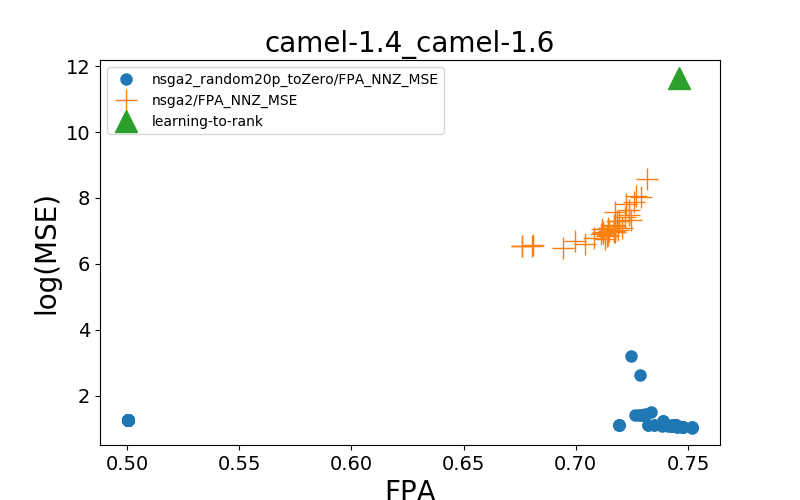 camel-1.4_camel-1.6
nsga2_random20p_toZero/FPA_NNZ_MSE
nsga2/FPA_NNZ_MSE
learning-to-rank
log(MSE)
12
10
8
6
4
2
0.50 0.55 0.60 0.65 0.70 0.75
FPA